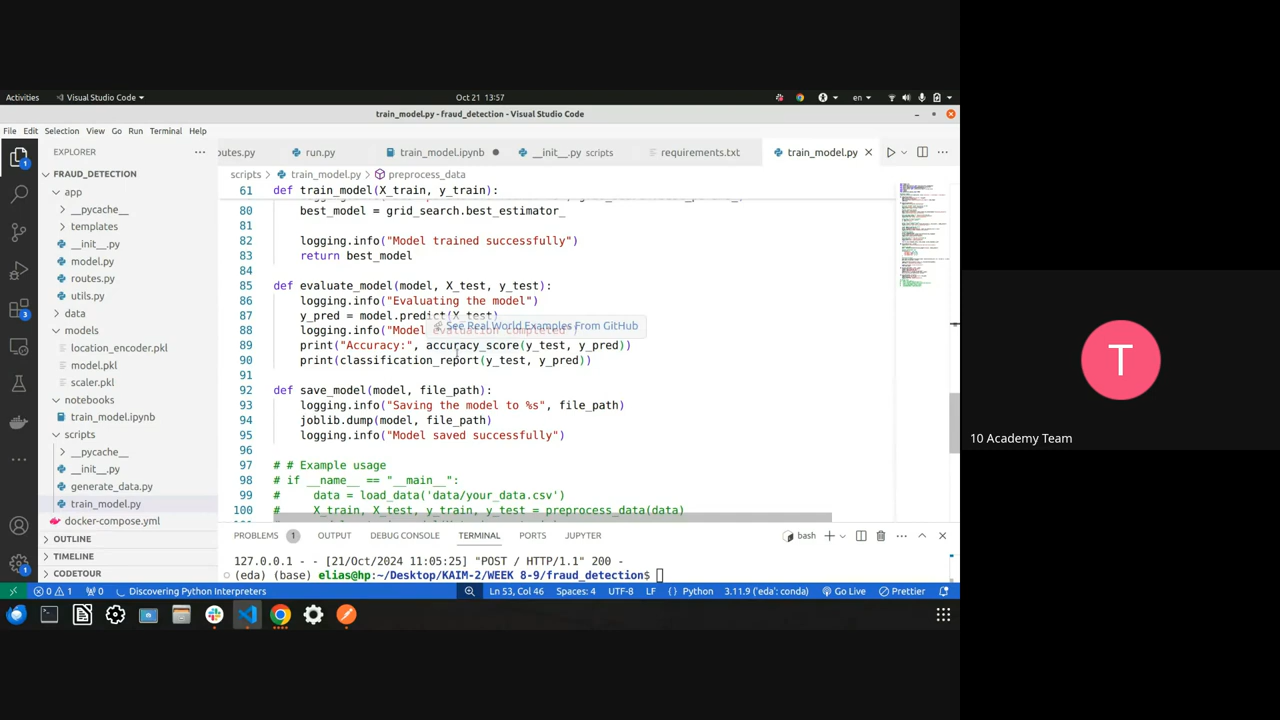 Activities
Visual Studio Code
Oct 21 13:57
en
train_model.py - fraud_detection - Visual Studio Code
File Edit Selection View Go Run Terminal Help
EXPLORER
outes.py
run.py
train_model.ipynb
__init__.py scripts
requirements.txt
train_model.py
FRAUD_DETECTION
app
__pycache__
templates
__init__.py
model.py
routes.py
utils.py
data
models
location_encoder.pkl
model.pkl
scaler.pkl
notebooks
train_model.ipynb
scripts
__pycache__
__init__.py
generate_data.py
train_model.py
docker-compose.yml
OUTLINE
TIMELINE
CODETOUR
scripts > train_model.py > preprocess_data
61 def train_model(X_train, y_train):
80 best_model = grid_search.best_estimator_
81
82 logging.info("Model trained successfully")
83 return best_model
84
85 def evaluate_model(model, X_test, y_test):
86 logging.info("Evaluating the model")
87 y_pred = model.predict(X_test)
See Real World Examples From GitHub
88 logging.info("Model evaluation completed")
89 print("Accuracy:", accuracy_score(y_test, y_pred))
90 print(classification_report(y_test, y_pred))
91
92 def save_model(model, file_path):
93 logging.info("Saving the model to %s", file_path)
94 joblib.dump(model, file_path)
95 logging.info("Model saved successfully")
96
97 # # Example usage
98 # if __name__ == "__main__":
99 # data = load_data('data/your_data.csv')
100 # X_train, X_test, y_train, y_test = preprocess_data(data)
PROBLEMS 1 OUTPUT DEBUG CONSOLE TERMINAL PORTS JUPYTER
bash
127.0.0.1 - - [21/Oct/2024 11:05:25] "POST / HTTP/1.1" 200 -
(eda) (base) elias@hp:~/Desktop/KAIM-2/WEEK 8-9/fraud_detection$
0 1 0 Discovering Python Interpreters
Ln 53, Col 46 Spaces: 4 UTF-8 LF Python 3.11.9 ('eda': conda) Go Live Prettier
T
10 Academy Team